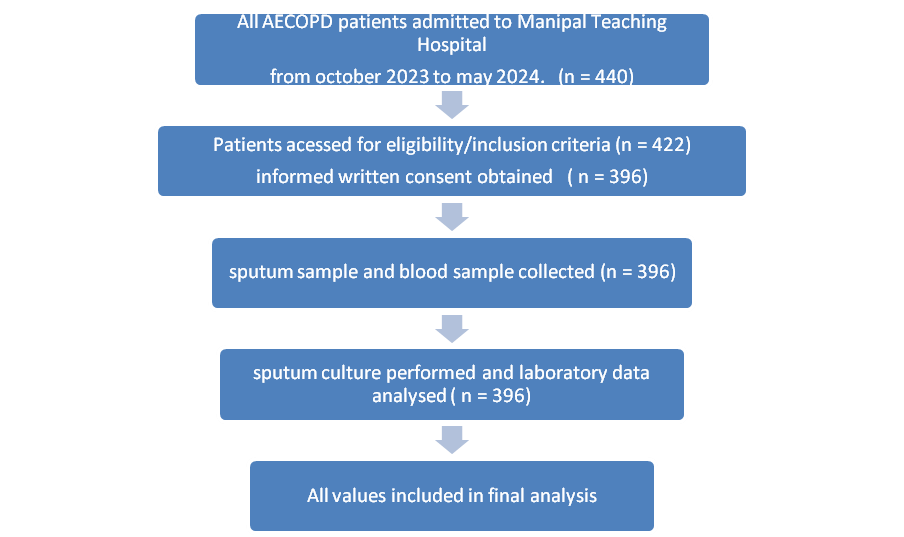 All AECOPD patients admitted to Manipal Teaching
Hospital
from october 2023 to may 2024. (n = 440)
Patients acessed for eligibility/inclusion criteria (n = 422)
informed written consent obtained ( n = 396)
sputum sample and blood sample collected (n = 396)
sputum culture performed and laboratory data
analysed ( n = 396)
All values included in final analysis